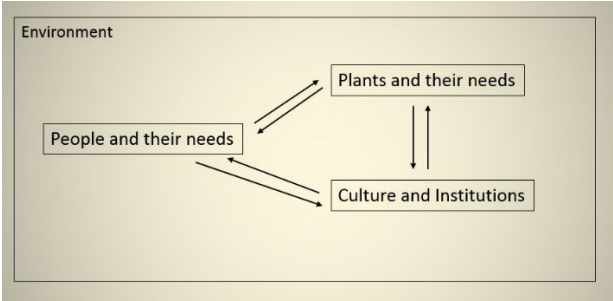 Environment
Plants and their needs
People and their needs
Culture and Institutions